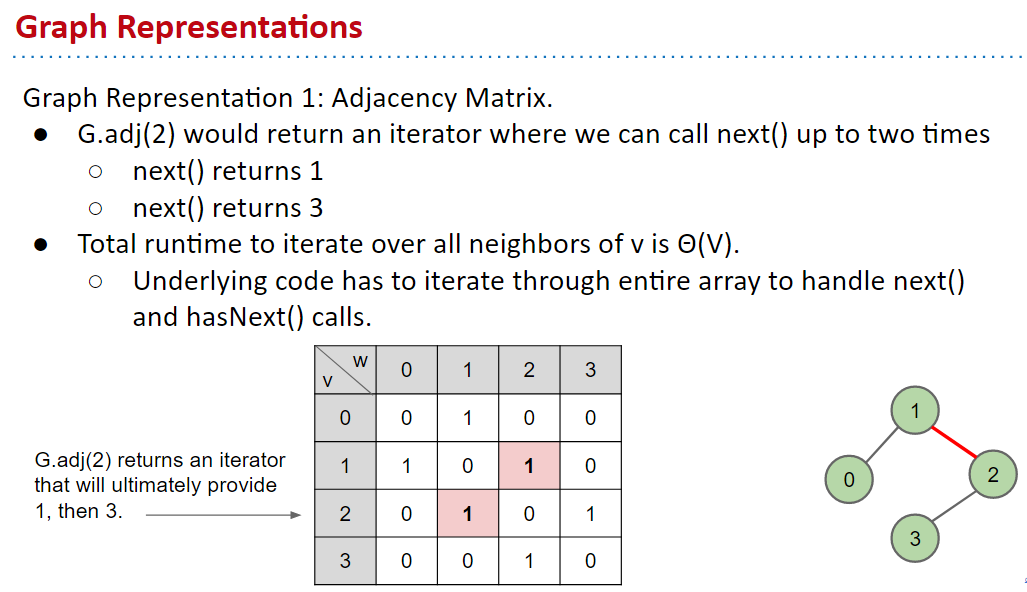 Graph Representations
Graph Representation 1: Adjacency Matrix.
● G.adj(2) would return an iterator where we can call next() up to two times
○ next() returns 1
○ next() returns 3
● Total runtime to iterate over all neighbors of v is Θ(V).
○ Underlying code has to iterate through entire array to handle next()
and hasNext() calls.
G.adj(2) returns an iterator
that will ultimately provide
1, then 3.
v w 0 1 2 3
0 0 1 0 0
1 1 0 1 0
2 0 1 0 1
3 0 0 1 0
1
0
2
3